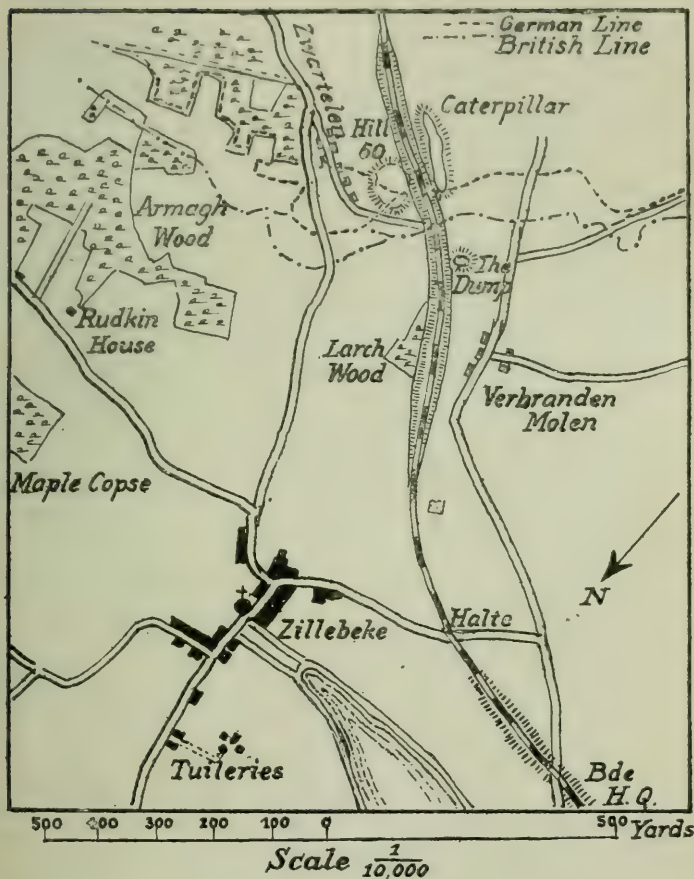 German Line
British Line
Zwartelen
Caterpillar
Hill
60
Armagh
Wood
The
Dump
Rudkin
House
Larch
Wood
Verbranden
Molen
Maple Copse
N
Zillebeke
Halte
Tuileries
Bde
H.Q.
500 400 300 200 100 0 500 Yards
Scale 1/10,000